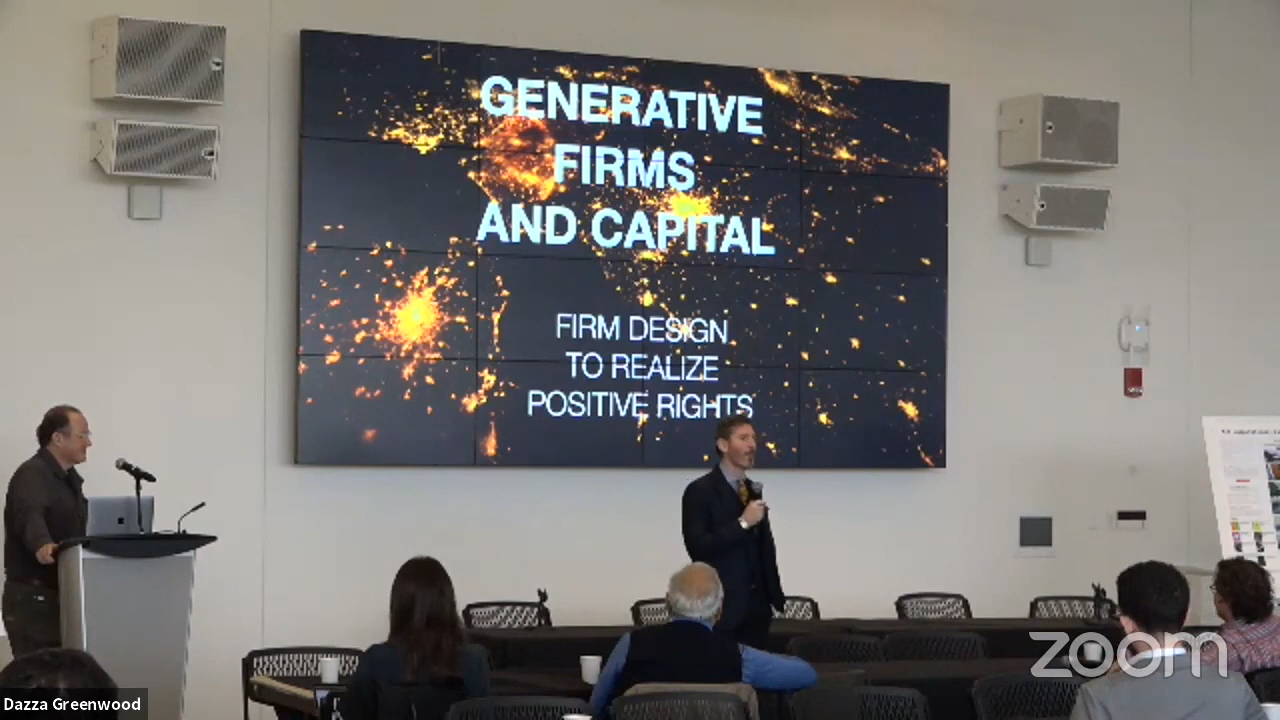 GENERATIVE
FIRMS
AND CAPITAL
FIRM DESIGN
TO REALIZE
POSITIVE RIGHTS
zoom
Dazza Greenwood